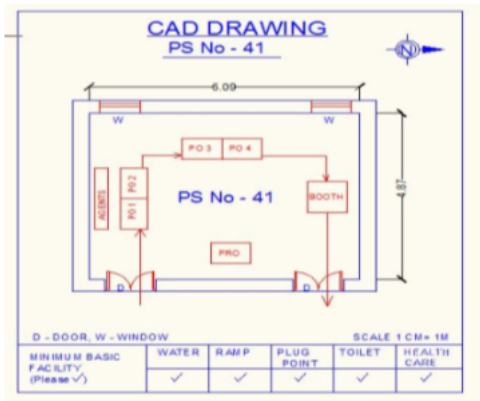 CAD DRAWING
PS No - 41
N
6.09
W W
PO 3 PO 4
AGENTS
PO 1 PO 2
PS No - 41
BOOTH
4.87
PRO
D D
D - DOOR, W - WINDOW SCALE 1 CM= 1M
MINIMUM BASIC FACILITY (Please ✓) WATER RAMP PLUG POINT TOILET HEALTH CARE
✓ ✓ ✓ ✓ ✓